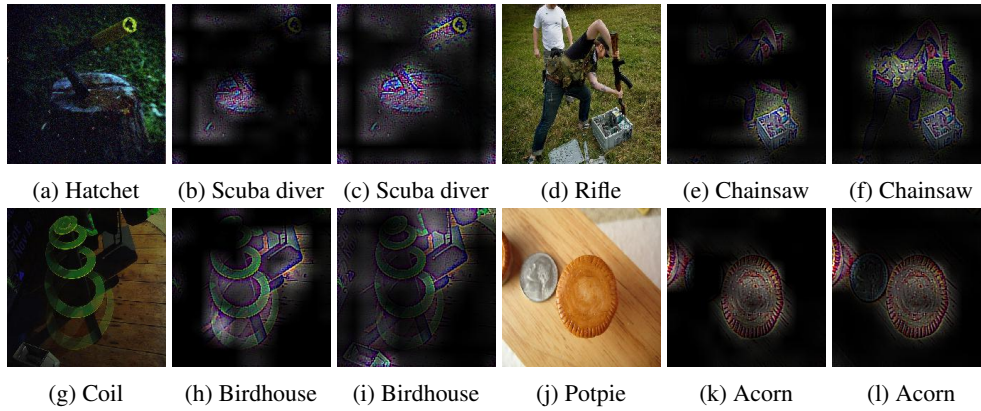 (a) Hatchet (b) Scuba diver (c) Scuba diver (d) Rifle (e) Chainsaw (f) Chainsaw
(g) Coil (h) Birdhouse (i) Birdhouse (j) Potpie (k) Acorn (l) Acorn